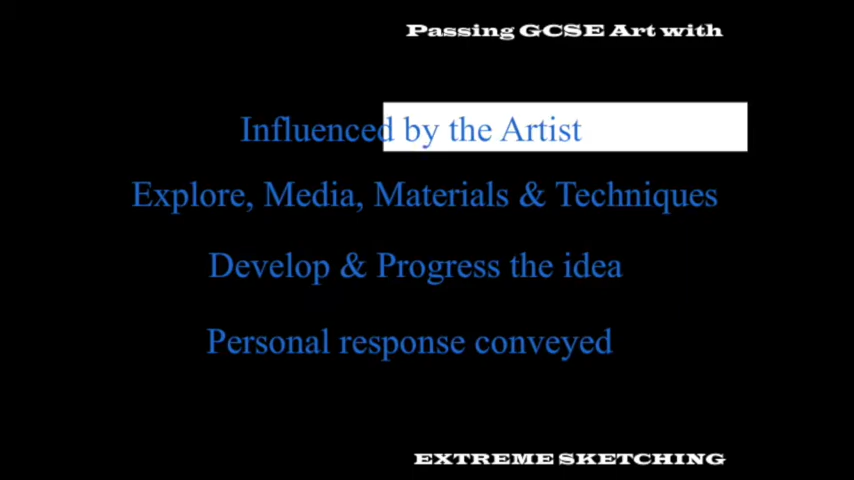 Passing GCSE Art with
Influenced by the Artist
Explore, Media, Materials & Techniques
Develop & Progress the idea
Personal response conveyed
EXTREME SKETCHING